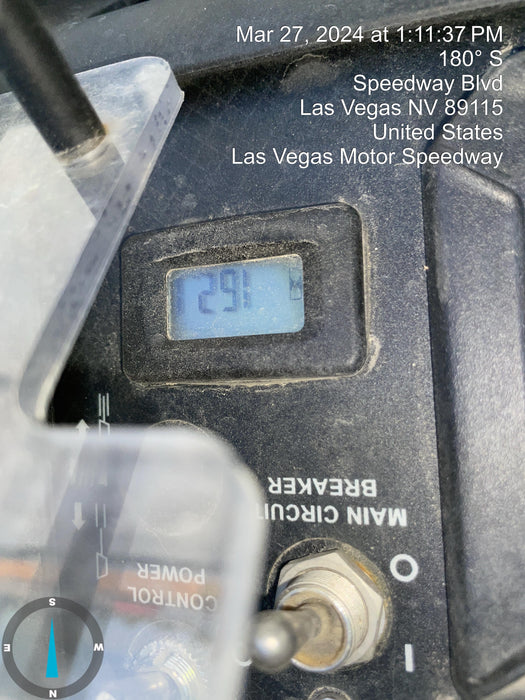 Mar 27, 2024 at 1:11:37 PM
180° S
Speedway Blvd
Las Vegas NV 89115
United States
Las Vegas Motor Speedway
MAIN CIRCUIT
BREAKER
O
I
CONTROL
POWER
S
E
W
N